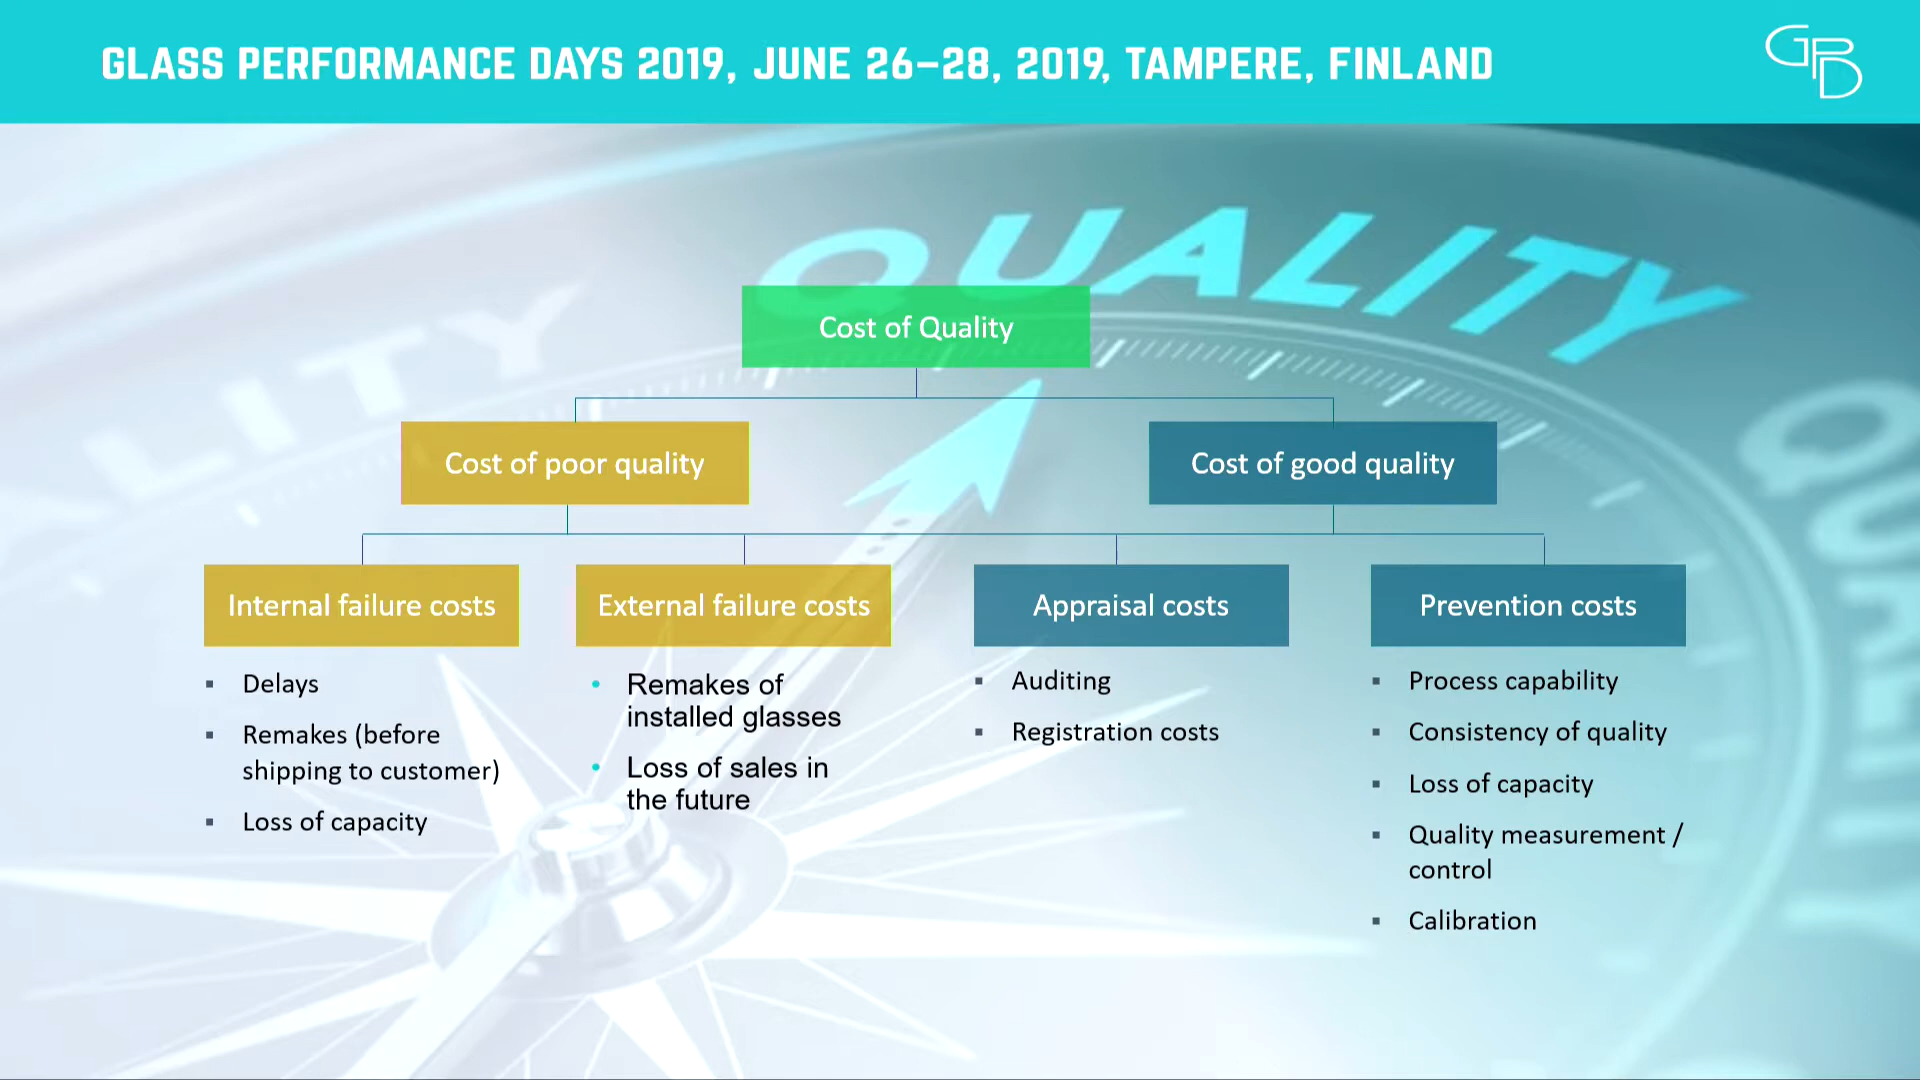 GLASS PERFORMANCE DAYS 2019, JUNE 26–28, 2019, TAMPERE, FINLAND
GPD
QUALITY
ALITY
QUALITY
Cost of Quality
Cost of poor quality
Cost of good quality
Internal failure costs
External failure costs
Appraisal costs
Prevention costs
▪ Delays
▪ Remakes (before
shipping to customer)
▪ Loss of capacity
• Remakes of
installed glasses
• Loss of sales in
the future
▪ Auditing
▪ Registration costs
▪ Process capability
▪ Consistency of quality
▪ Loss of capacity
▪ Quality measurement /
control
▪ Calibration